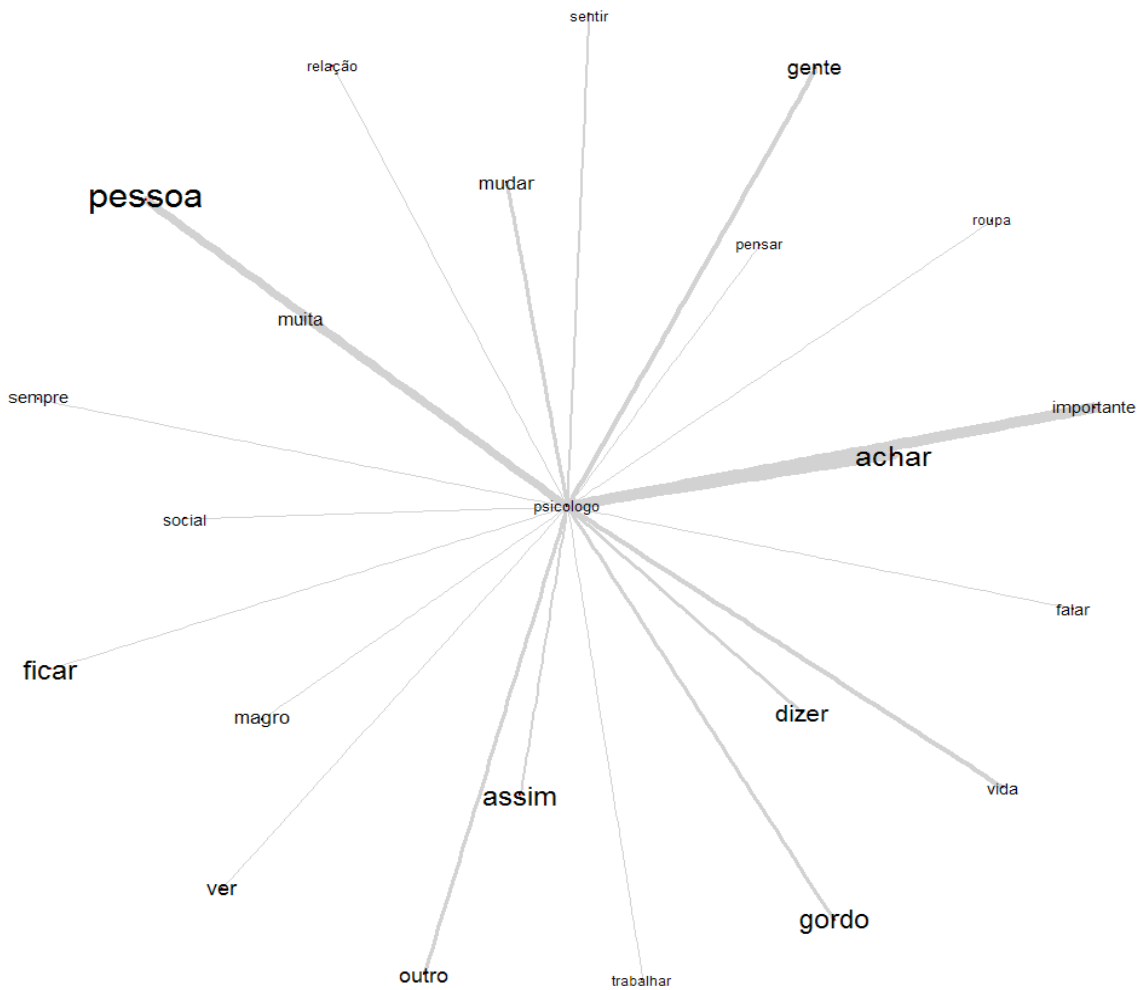 sentir
relação
gente
mudar
pessoa
roupa
pensar
muita
sempre
importante
achar
psicologo
social
falar
ficar
dizer
magro
vida
assim
ver
gordo
outro
trabalhar